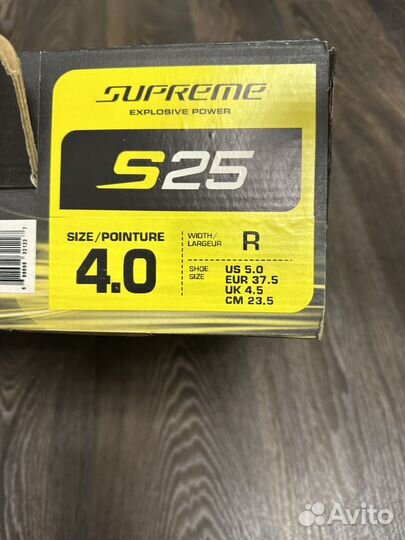 SUPREME
EXPLOSIVE POWER
S25
SIZE/POINTURE
4.0
WIDTH/
LARGEUR
R
SHOE
SIZE
US 5.0
EUR 37.5
UK 4.5
CM 23.5
Avito